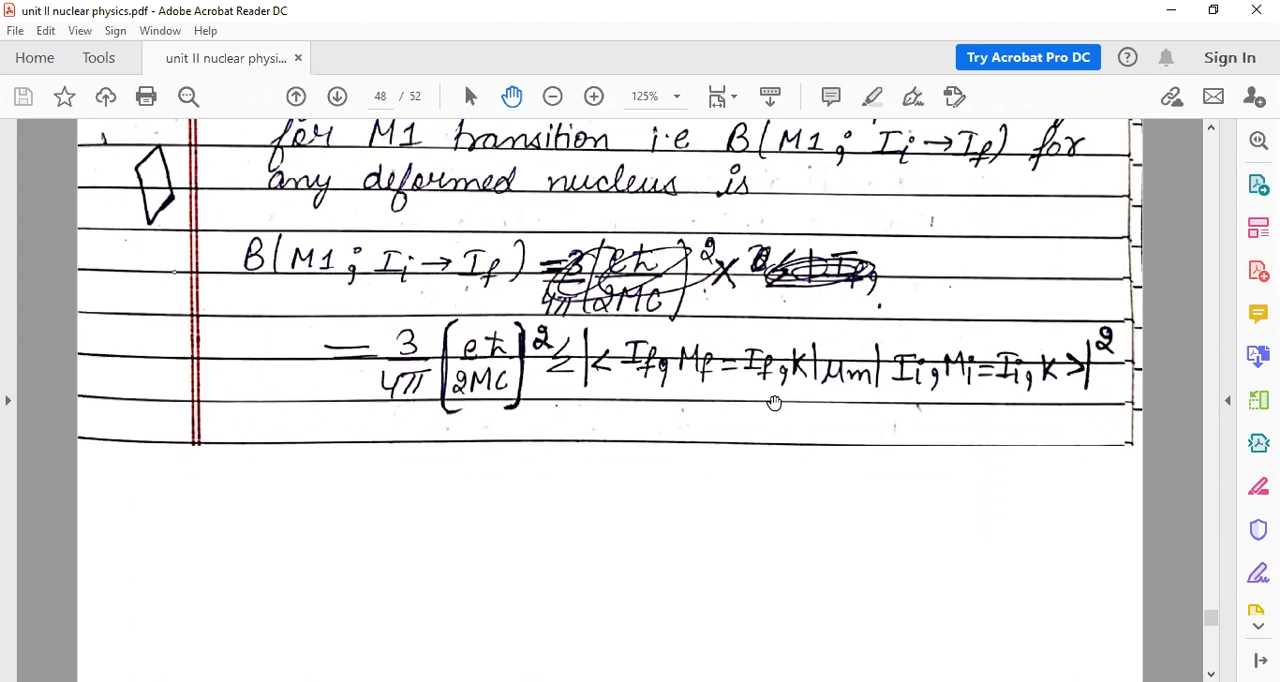 unit II nuclear physics.pdf - Adobe Acrobat Reader DC
File Edit View Sign Window Help
Home Tools unit II nuclear physi... × Try Acrobat Pro DC Sign In
48 / 52 125%
for M1 transition i.e B(M1; Ii → If) for
any deformed nucleus is
B(M1; Ii → If)
= 3/4π [eħ/2MC]² ≤ |< If, Mf = If, K | μm | Ii, Mi = Ii, K >|²